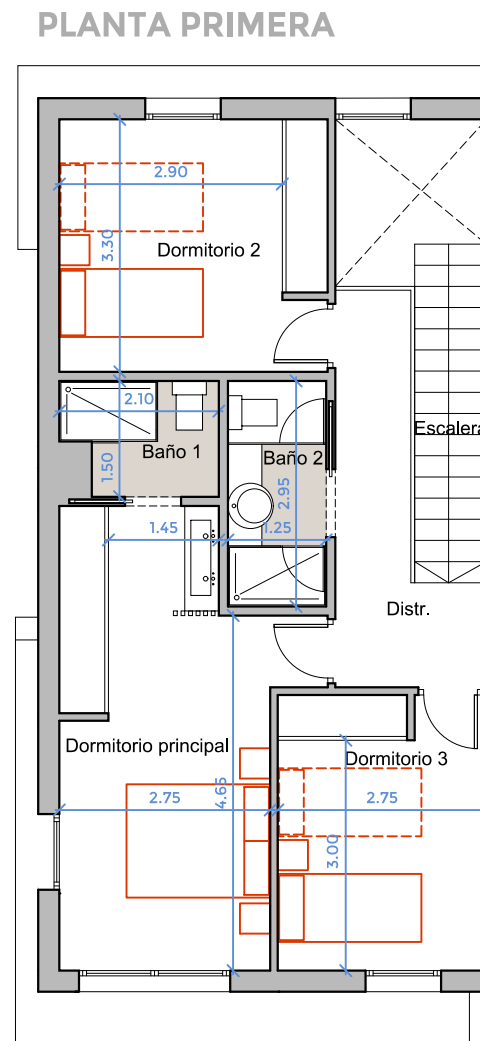 PLANTA PRIMERA
2.90
3.30
Dormitorio 2
2.10
Baño 1
1.50
Baño 2
2.95
1.45
1.25
Escalera
Distr.
Dormitorio principal
Dormitorio 3
2.75
4.65
2.75
3.00